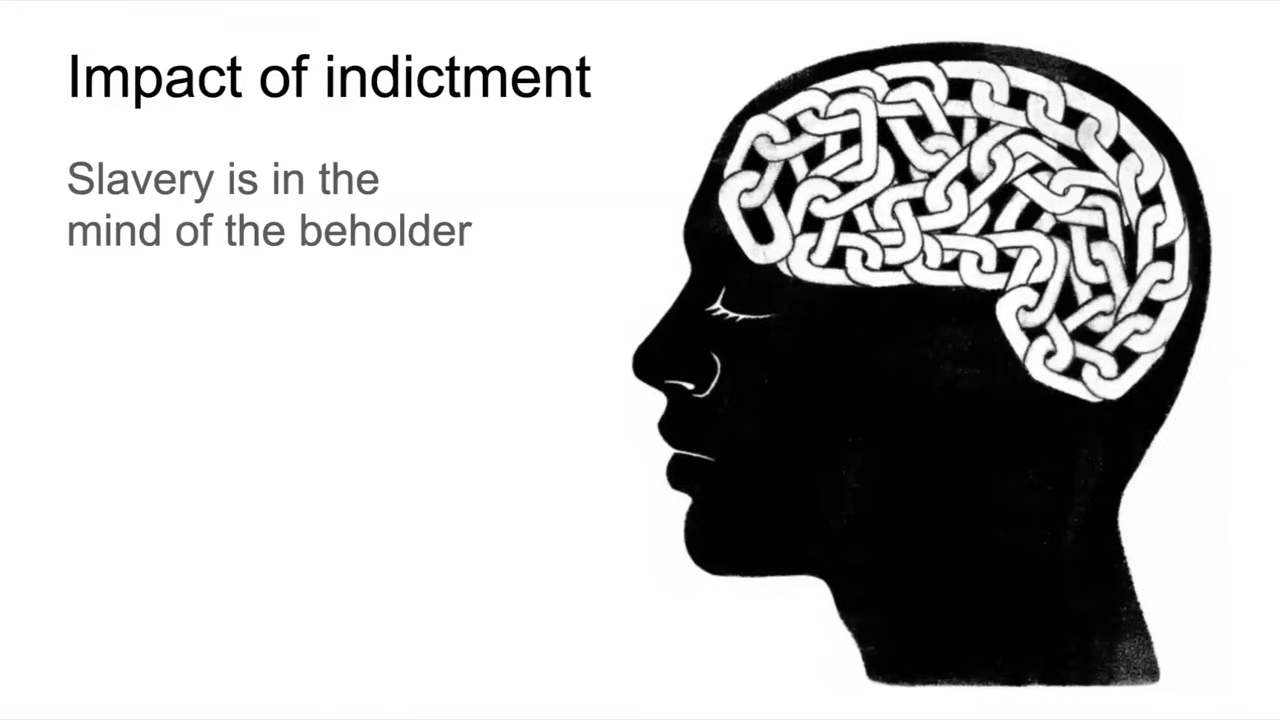 Impact of indictment
Slavery is in the
mind of the beholder